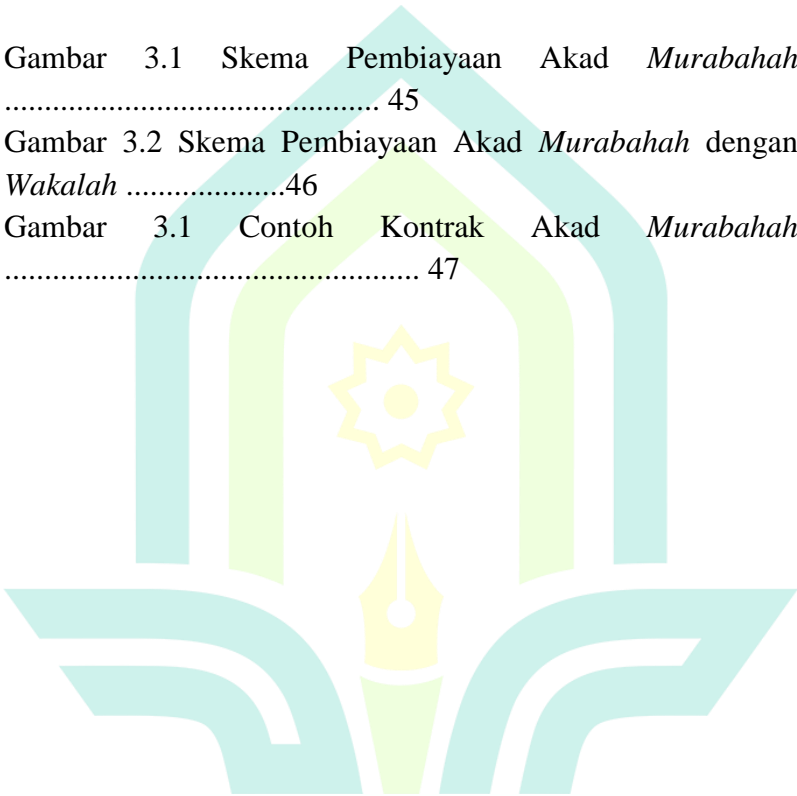 Gambar 3.1 Skema Pembiayaan Akad Murabahah
............................................... 45
Gambar 3.2 Skema Pembiayaan Akad Murabahah dengan
Wakalah ....................46
Gambar 3.1 Contoh Kontrak Akad Murabahah
.................................................... 47